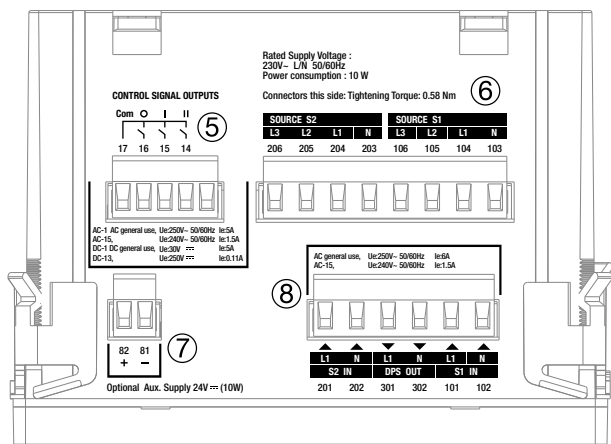 Rated Supply Voltage :
230V~ L/N 50/60Hz
Power consumption : 10 W
CONTROL SIGNAL OUTPUTS
Connectors this side: Tightening Torque: 0.58 Nm
⑥
Com O I II
⑤
17 16 15 14
SOURCE S2 SOURCE S1
L3 L2 L1 N L3 L2 L1 N
206 205 204 203 106 105 104 103
AC-1 AC general use, Ue:250V~ 50/60Hz Ie:5A
AC-15, Ue:240V~ 50/60Hz Ie:1.5A
DC-1 DC general use, Ue:30V ⎓ Ie:5A
DC-13, Ue:250V ⎓ Ie:0.11A
AC general use, Ue:250V~ 50/60Hz Ie:6A
AC-15, Ue:240V~ 50/60Hz Ie:1.5A
⑧
82 81
+ −
⑦
Optional Aux. Supply 24V ⎓ (10W)
L1 N L1 N L1 N
S2 IN DPS OUT S1 IN
201 202 301 302 101 102